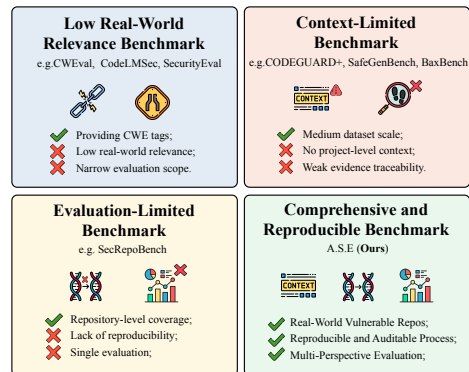 Low Real-World
Relevance Benchmark
e.g.CWEval, CodeLMSec, SecurityEval
Providing CWE tags;
Low real-world relevance;
Narrow evaluation scope.
Context-Limited
Benchmark
e.g.CODEGUARD+, SafeGenBench, BaxBench
CONTEXT
Medium dataset scale;
No project-level context;
Weak evidence traceability.
Evaluation-Limited
Benchmark
e.g. SecRepoBench
Repository-level coverage;
Lack of reproducibility;
Single evaluation;
Comprehensive and
Reproducible Benchmark
A.S.E (Ours)
CONTEXT
Real-World Vulnerable Repos;
Reproducible and Auditable Process;
Multi-Perspective Evaluation;